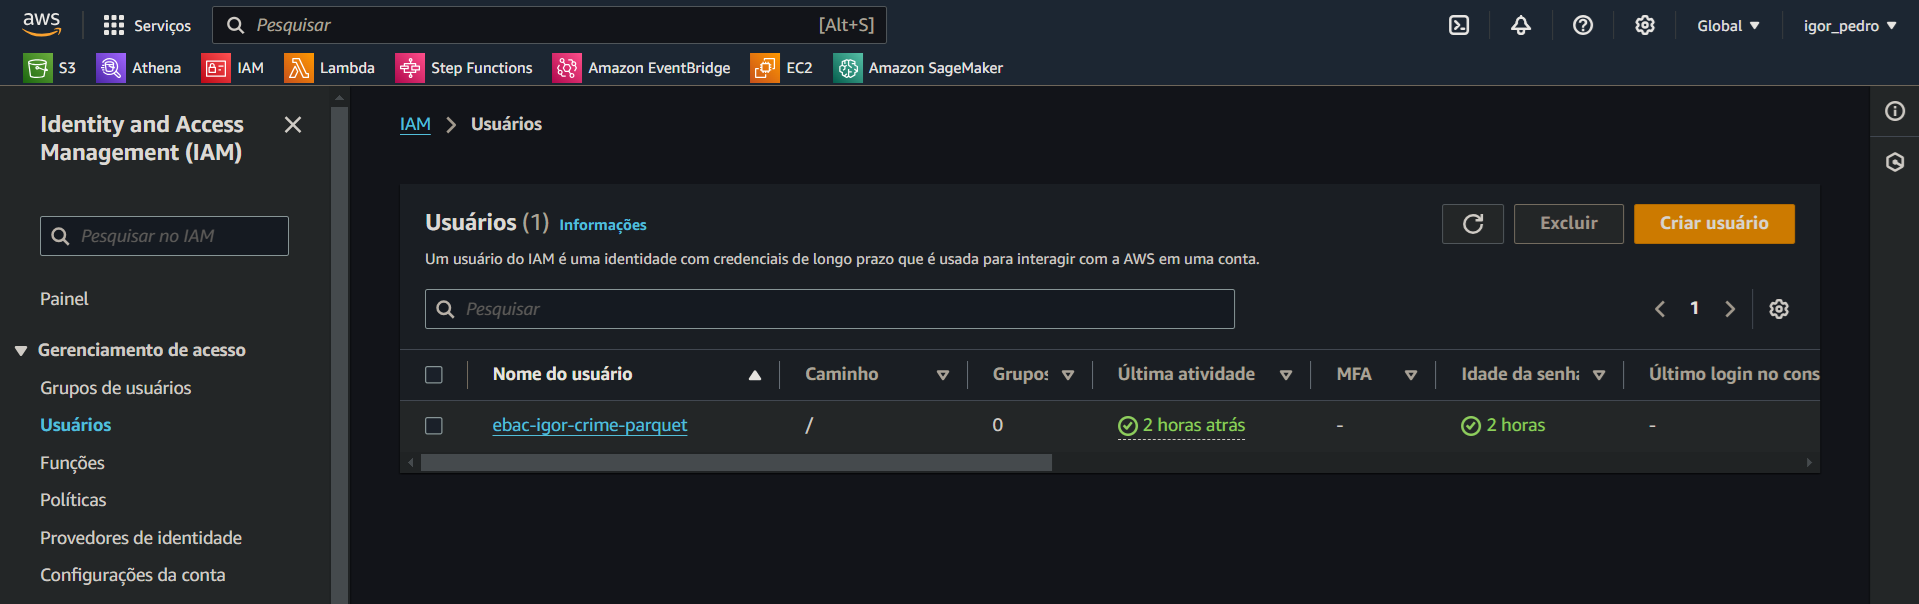 aws Serviços Pesquisar [Alt+S] Global igor_pedro
S3 Athena IAM Lambda Step Functions Amazon EventBridge EC2 Amazon SageMaker
Identity and Access
Management (IAM)
Pesquisar no IAM
Painel
Gerenciamento de acesso
Grupos de usuários
Usuários
Funções
Políticas
Provedores de identidade
Configurações da conta
IAM > Usuários
Usuários (1) Informações
Excluir Criar usuário
Um usuário do IAM é uma identidade com credenciais de longo prazo que é usada para interagir com a AWS em uma conta.
Pesquisar
1
Nome do usuário Caminho Grupos Última atividade MFA Idade da senha Último login no cons
ebac-igor-crime-parquet / 0 2 horas atrás - 2 horas -